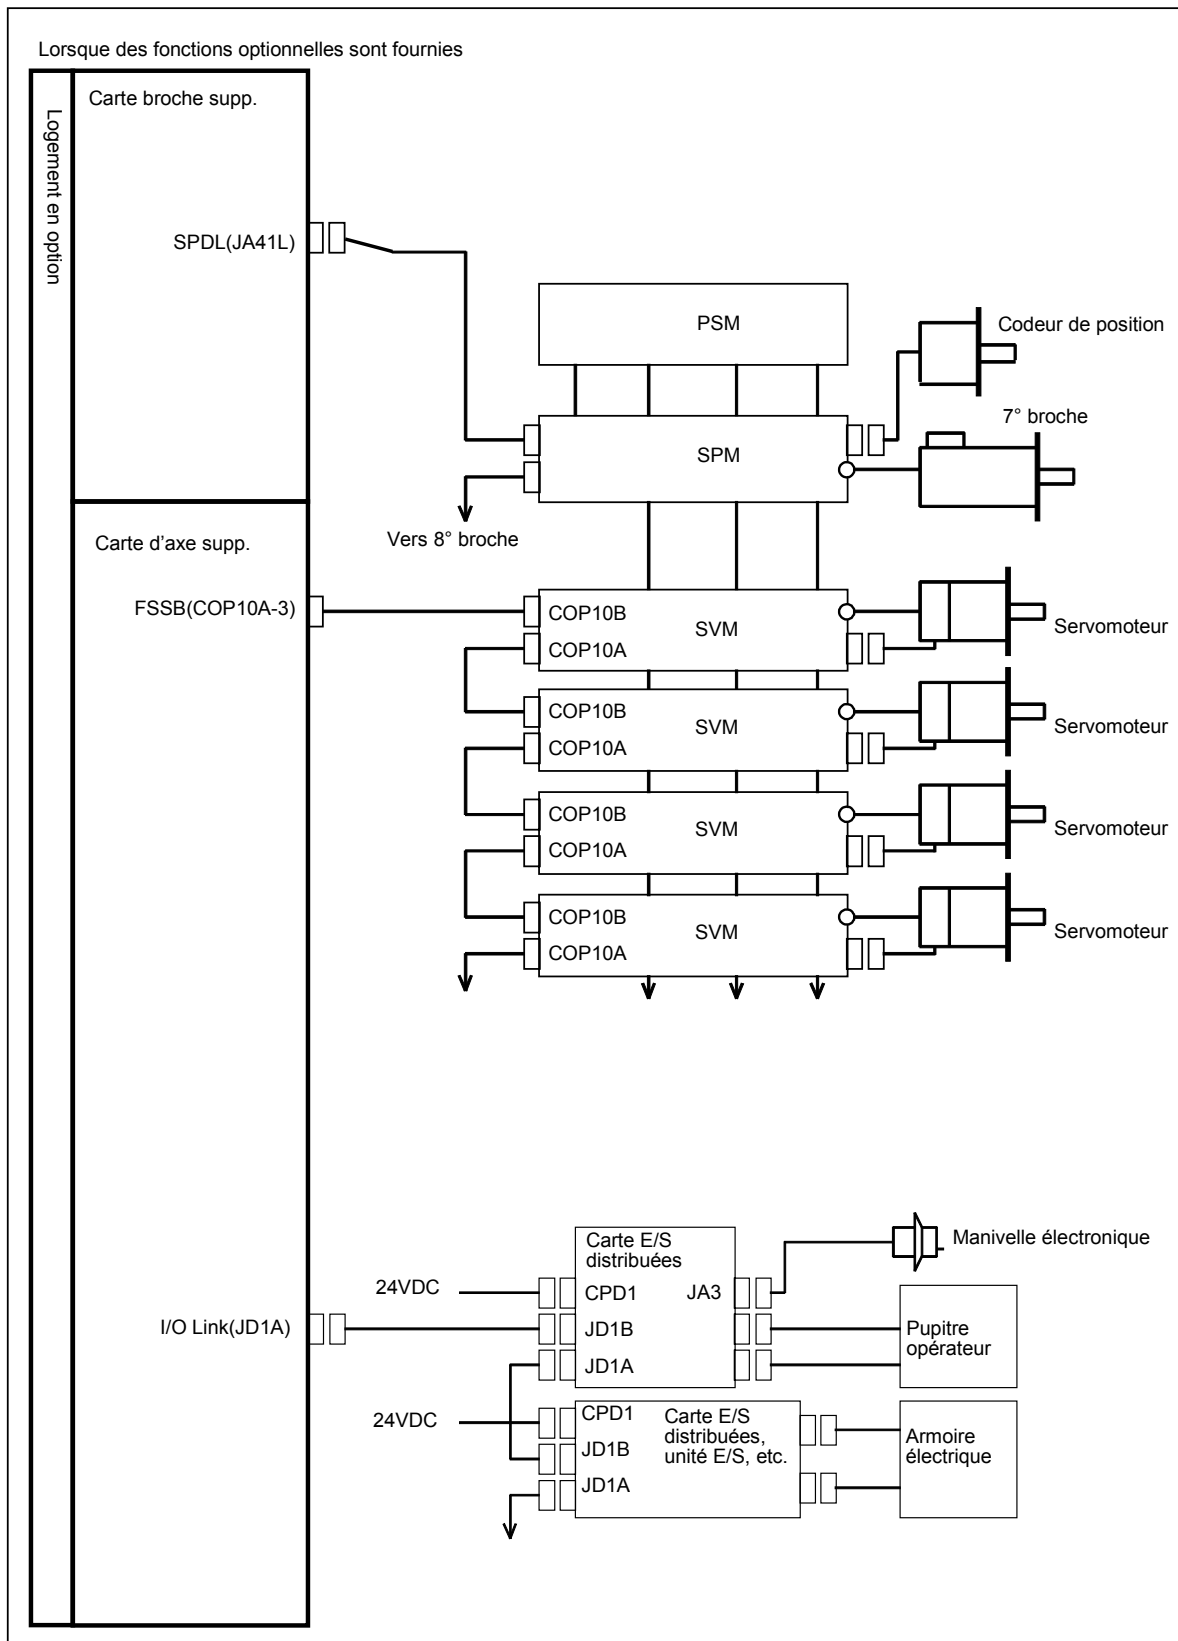 Lorsque des fonctions optionnelles sont fournies
Logement en option
Carte broche supp.
SPDL(JA41L)
PSM
Codeur de position
7° broche
SPM
Vers 8° broche
Carte d'axe supp.
FSSB(COP10A-3)
COP10B
SVM
COP10A
Servomoteur
COP10B
SVM
COP10A
Servomoteur
COP10B
SVM
COP10A
Servomoteur
COP10B
SVM
COP10A
Servomoteur
Carte E/S
distribuées
Manivelle électronique
24VDC
CPD1
JA3
I/O Link(JD1A)
JD1B
JD1A
Pupitre
opérateur
24VDC
CPD1
JD1B
JD1A
Carte E/S
distribuées,
unité E/S, etc.
Armoire
électrique